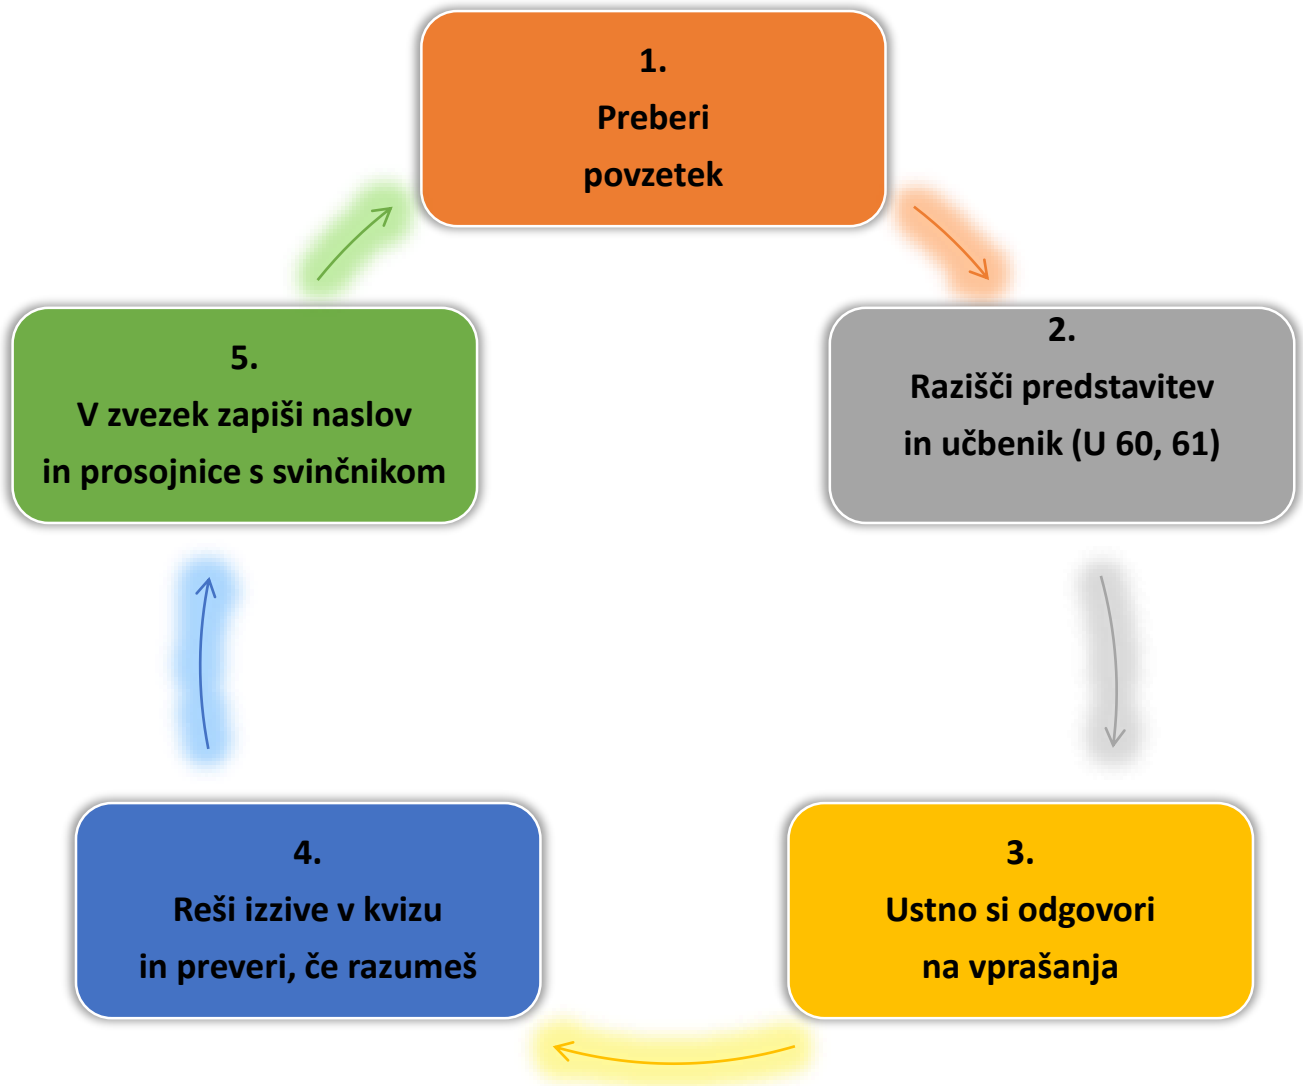 1.
Preberi
povzetek
2.
Razišči predstavitev
in učbenik (U 60, 61)
3.
Ustno si odgovori
na vprašanja
4.
Reši izzive v kvizu
in preveri, če razumeš
5.
V zvezek zapiši naslov
in prosojnice s svinčnikom